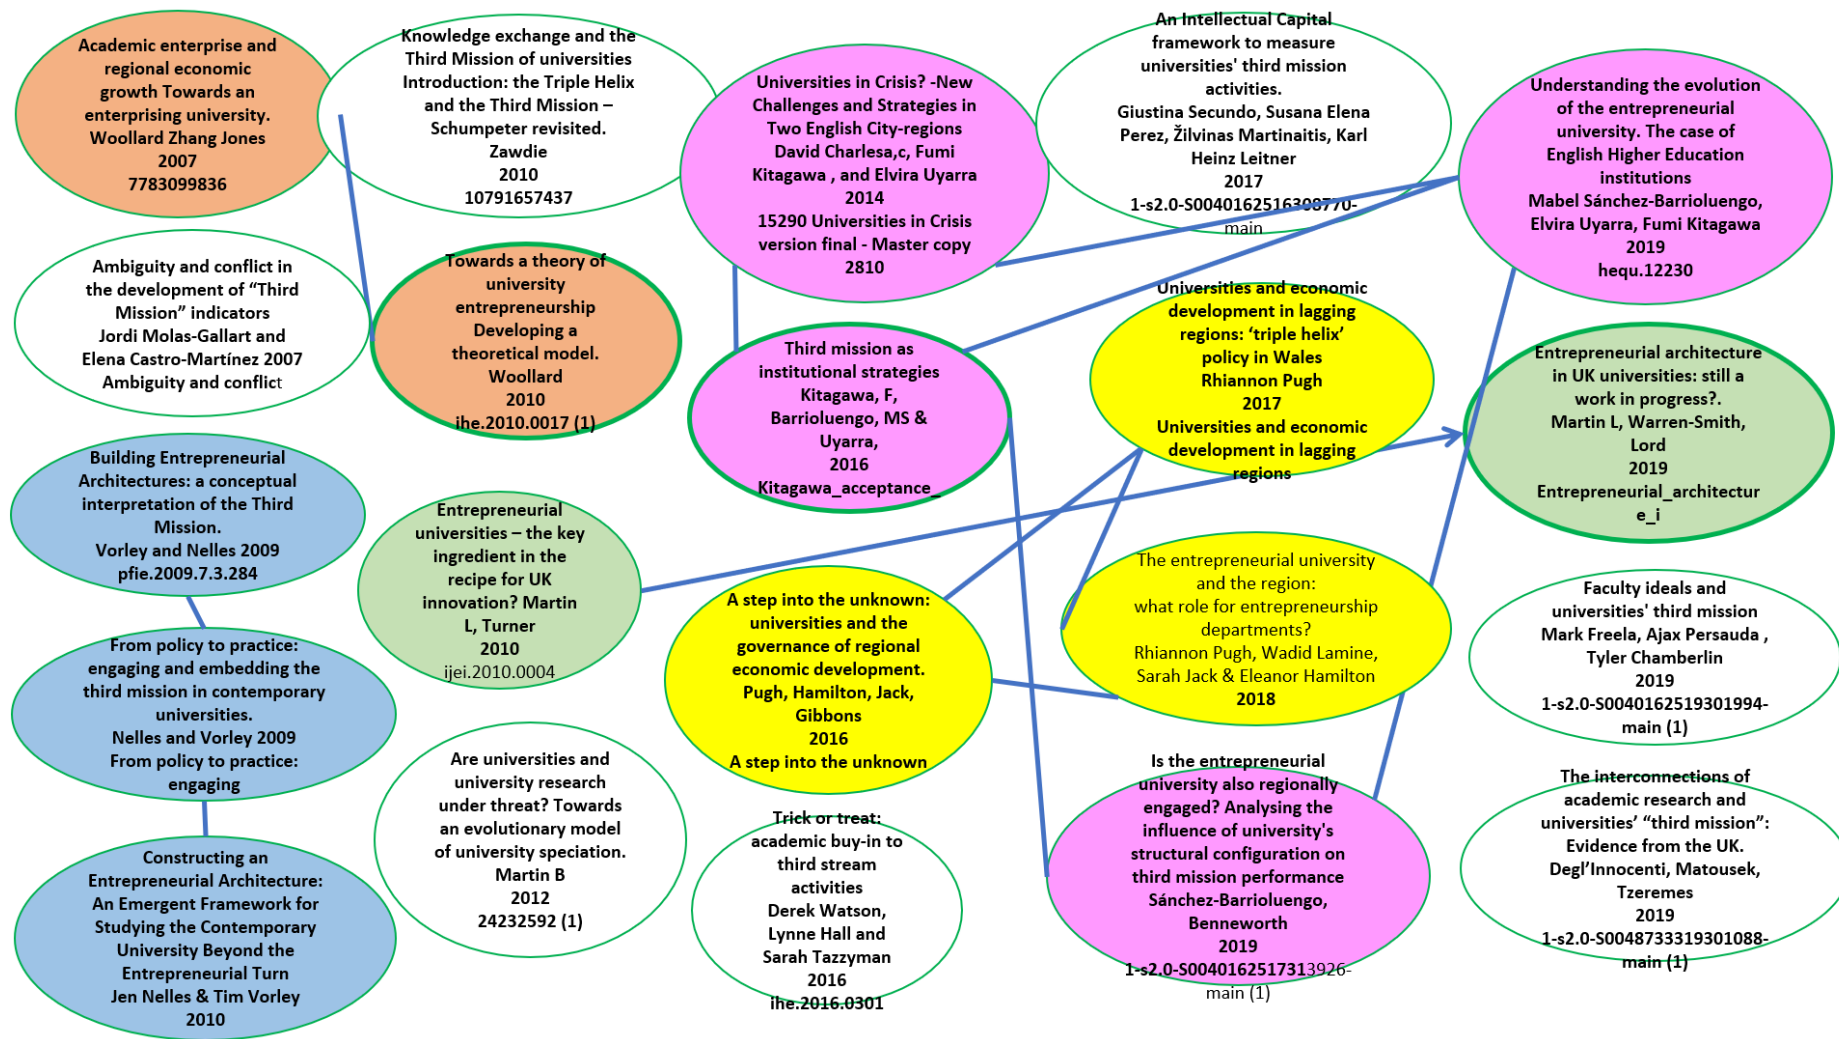 Academic enterprise and
regional economic
growth Towards an
enterprising university.
Woollard Zhang Jones
2007
7783099836
Knowledge exchange and the
Third Mission of universities
Introduction: the Triple Helix
and the Third Mission –
Schumpeter revisited.
Zawdie
2010
10791657437
Universities in Crisis? -New
Challenges and Strategies in
Two English City-regions
David Charlesa,c, Fumi
Kitagawa , and Elvira Uyarra
2014
15290 Universities in Crisis
version final - Master copy
2810
An Intellectual Capital
framework to measure
universities' third mission
activities.
Giustina Secundo, Susana Elena
Perez, Žilvinas Martinaitis, Karl
Heinz Leitner
2017
1-s2.0-S0040162516308770-
main
Understanding the evolution
of the entrepreneurial
university. The case of
English Higher Education
institutions
Mabel Sánchez-Barrioluengo,
Elvira Uyarra, Fumi Kitagawa
2019
hequ.12230
Ambiguity and conflict in
the development of “Third
Mission” indicators
Jordi Molas-Gallart and
Elena Castro-Martínez 2007
Ambiguity and conflict
Towards a theory of
university
entrepreneurship
Developing a
theoretical model.
Woollard
2010
ihe.2010.0017 (1)
Third mission as
institutional strategies
Kitagawa, F,
Barrioluengo, MS &
Uyarra,
2016
Kitagawa_acceptance_
Universities and economic
development in lagging
regions: ‘triple helix’
policy in Wales
Rhiannon Pugh
2017
Universities and economic
development in lagging
regions
Entrepreneurial architecture
in UK universities: still a
work in progress?.
Martin L, Warren-Smith,
Lord
2019
Entrepreneurial_architectur
e_i
Building Entrepreneurial
Architectures: a conceptual
interpretation of the Third
Mission.
Vorley and Nelles 2009
pfie.2009.7.3.284
Entrepreneurial
universities – the key
ingredient in the
recipe for UK
innovation? Martin
L, Turner
2010
ijei.2010.0004
A step into the unknown:
universities and the
governance of regional
economic development.
Pugh, Hamilton, Jack,
Gibbons
2016
A step into the unknown
The entrepreneurial university
and the region:
what role for entrepreneurship
departments?
Rhiannon Pugh, Wadid Lamine,
Sarah Jack & Eleanor Hamilton
2018
Faculty ideals and
universities' third mission
Mark Freela, Ajax Persauda ,
Tyler Chamberlin
2019
1-s2.0-S0040162519301994-
main (1)
From policy to practice:
engaging and embedding the
third mission in contemporary
universities.
Nelles and Vorley 2009
From policy to practice:
engaging
Are universities and
university research
under threat? Towards
an evolutionary model
of university speciation.
Martin B
2012
24232592 (1)
Trick or treat:
academic buy-in to
third stream
activities
Derek Watson,
Lynne Hall and
Sarah Tazzyman
2016
ihe.2016.0301
Is the entrepreneurial
university also regionally
engaged? Analysing the
influence of university's
structural configuration on
third mission performance
Sánchez-Barrioluengo,
Benneworth
2019
1-s2.0-S0040162517313926-
main (1)
The interconnections of
academic research and
universities’ “third mission”:
Evidence from the UK.
Degl’Innocenti, Matousek,
Tzeremes
2019
1-s2.0-S0048733319301088-
main (1)
Constructing an
Entrepreneurial Architecture:
An Emergent Framework for
Studying the Contemporary
University Beyond the
Entrepreneurial Turn
Jen Nelles & Tim Vorley
2010